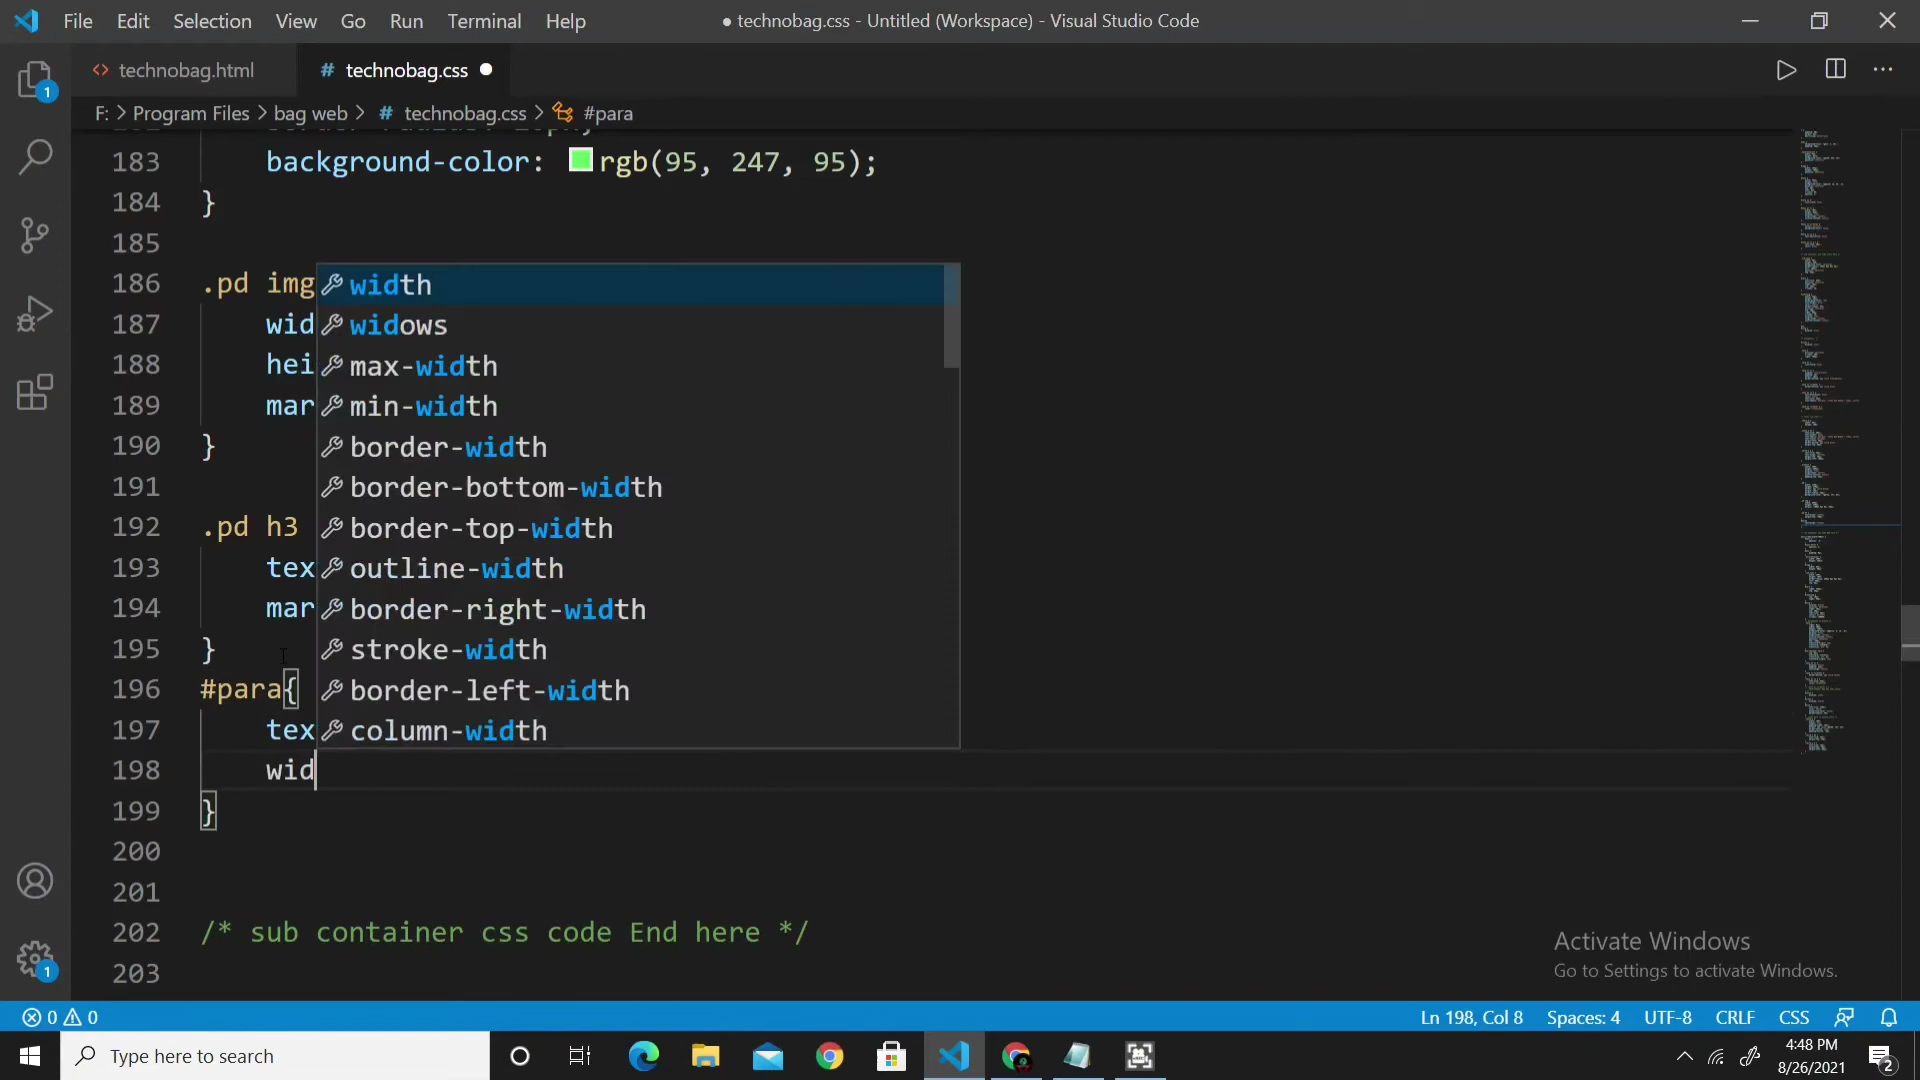 File Edit Selection View Go Run Terminal Help
● technobag.css - Untitled (Workspace) - Visual Studio Code
<> technobag.html
# technobag.css
F: > Program Files > bag web > # technobag.css > #para
183 background-color: rgb(95, 247, 95);
184 }
185
186 .pd img
187 wid
188 hei
189 mar
190 }
191
192 .pd h3
193 tex
194 mar
195 }
196 #para{
197 tex
198 wid
199 }
200
201
202 /* sub container css code End here */
203
width
widows
max-width
min-width
border-width
border-bottom-width
border-top-width
outline-width
border-right-width
stroke-width
border-left-width
column-width
1
1
Activate Windows
Go to Settings to activate Windows.
0 0
Ln 198, Col 8 Spaces: 4 UTF-8 CRLF CSS
Type here to search
4:48 PM
8/26/2021
2